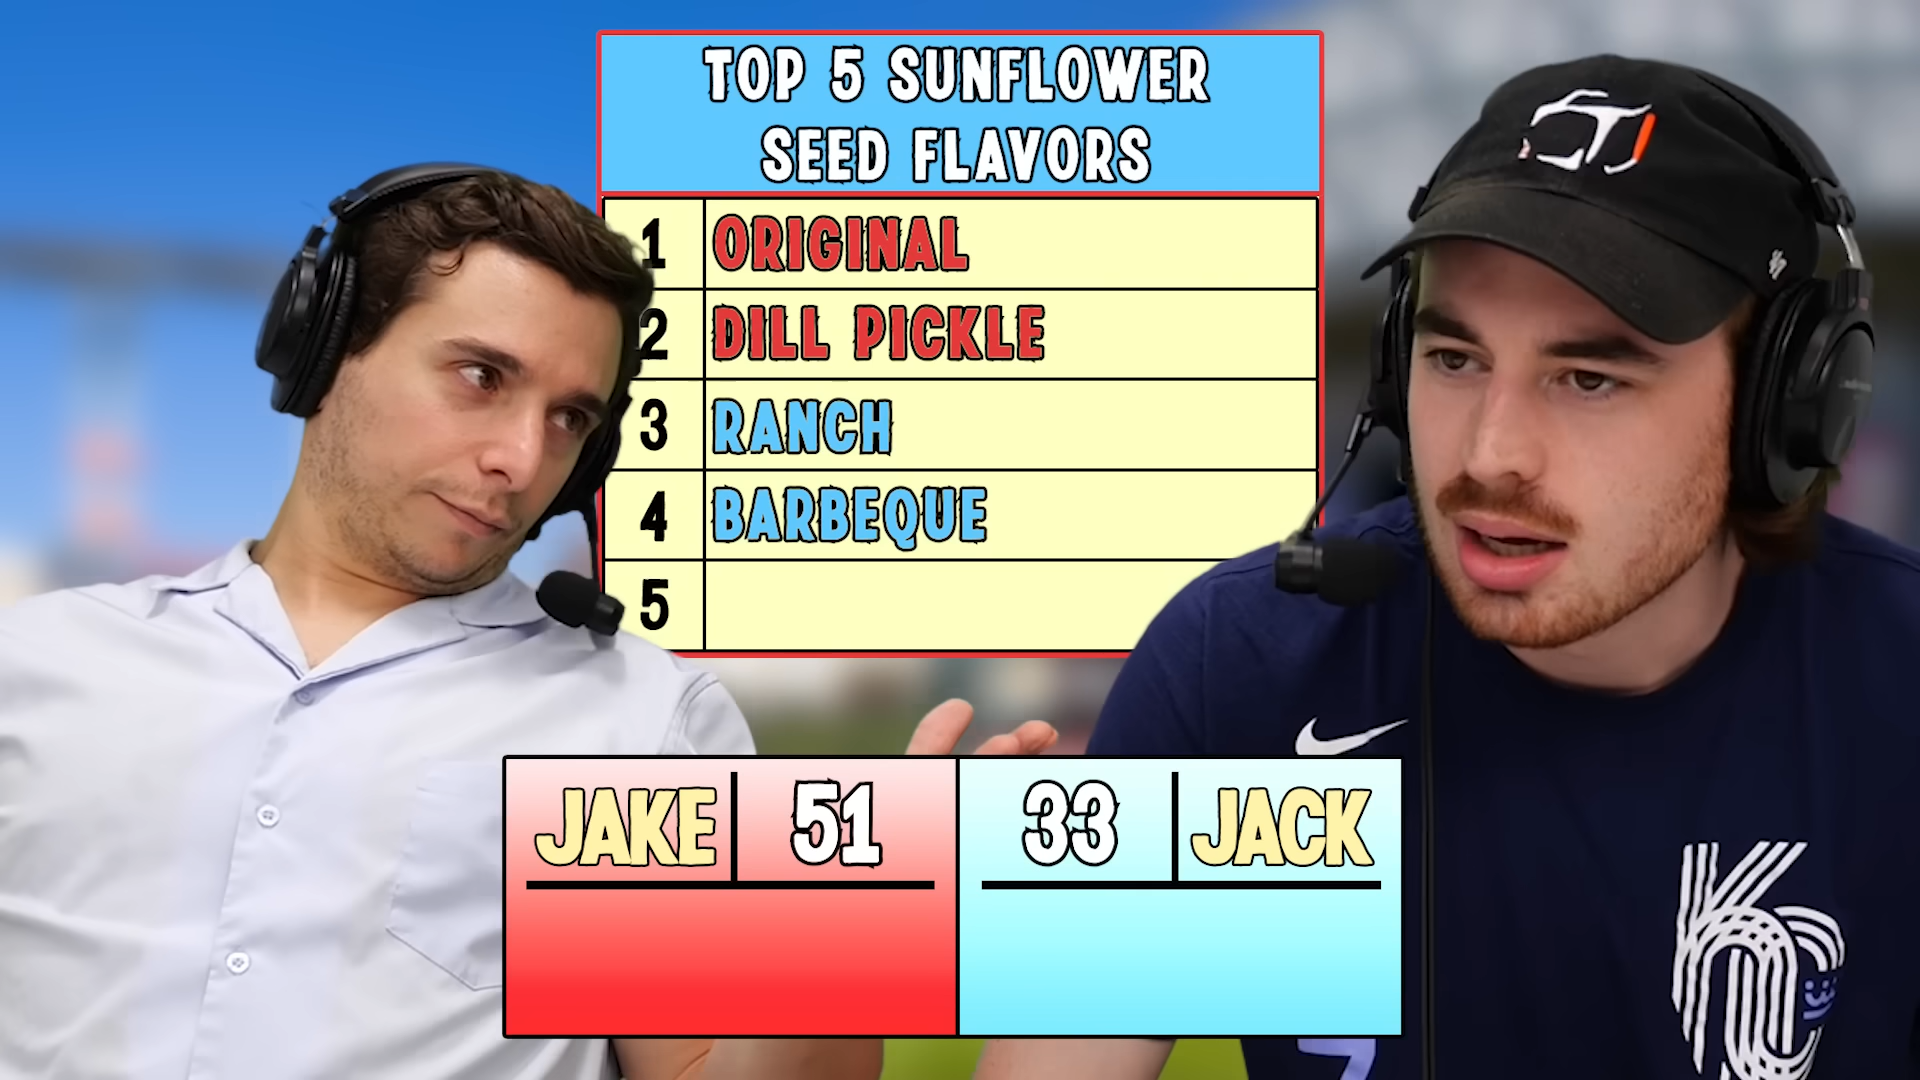 TOP 5 SUNFLOWER
SEED FLAVORS
1 ORIGINAL
2 DILL PICKLE
3 RANCH
4 BARBEQUE
5
JAKE 51 33 JACK
KC